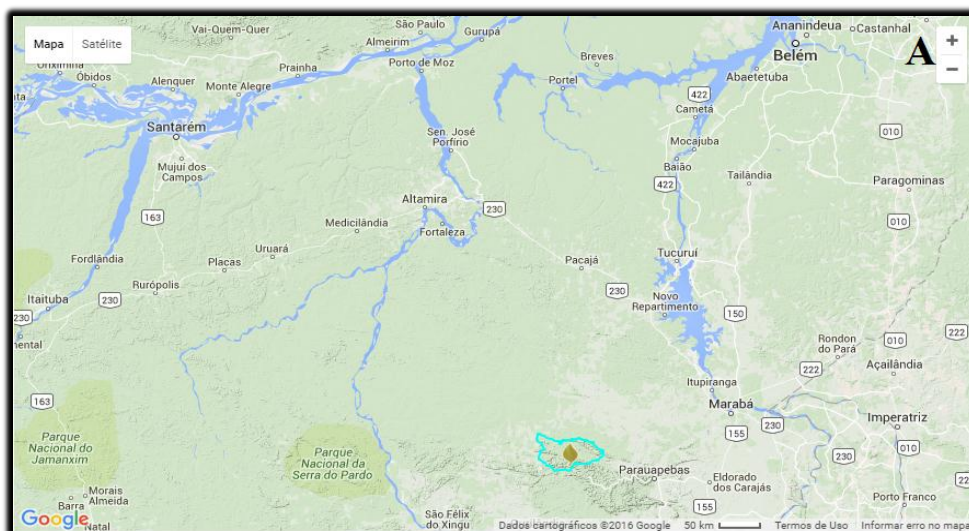 Vai-Quem-Quer
São Paulo
Gurupá
Ananindeua
Castanhal
Mapa
Satélite
Almeirim
Belém
A
+
−
Oriximina
Óbidos
Alenquer
Prainha
Porto de Moz
Breves
Portel
Abaetetuba
Monte Alegre
422
Cametá
Santarém
Sen. José
Porfírio
Mocajuba
010
Mujuí dos
Campos
Baião
Tailândia
422
Paragominas
Altamira
163
Medicilândia
230
Fortaleza
010
Uruará
Fordlândia
Placas
Pacajá
Tucuruí
Rurópolis
230
Itaituba
230
Novo
Repartimento
150
230
Rondon
do Pará
222
Açailândia
222
Itupiranga
163
Marabá
230
Imperatriz
155
Parque
Nacional do
Jamanxim
Parque
Nacional da
Serra do Pardo
230
010
Parauapebas
Eldorado
dos Carajás
Morais
Almeida
Barra
Porto Franco
155
São Félix
do Xingu
Natal
Google
Dados cartográficos ©2016 Google
50 km
Termos de Uso
Informar erro no mapa